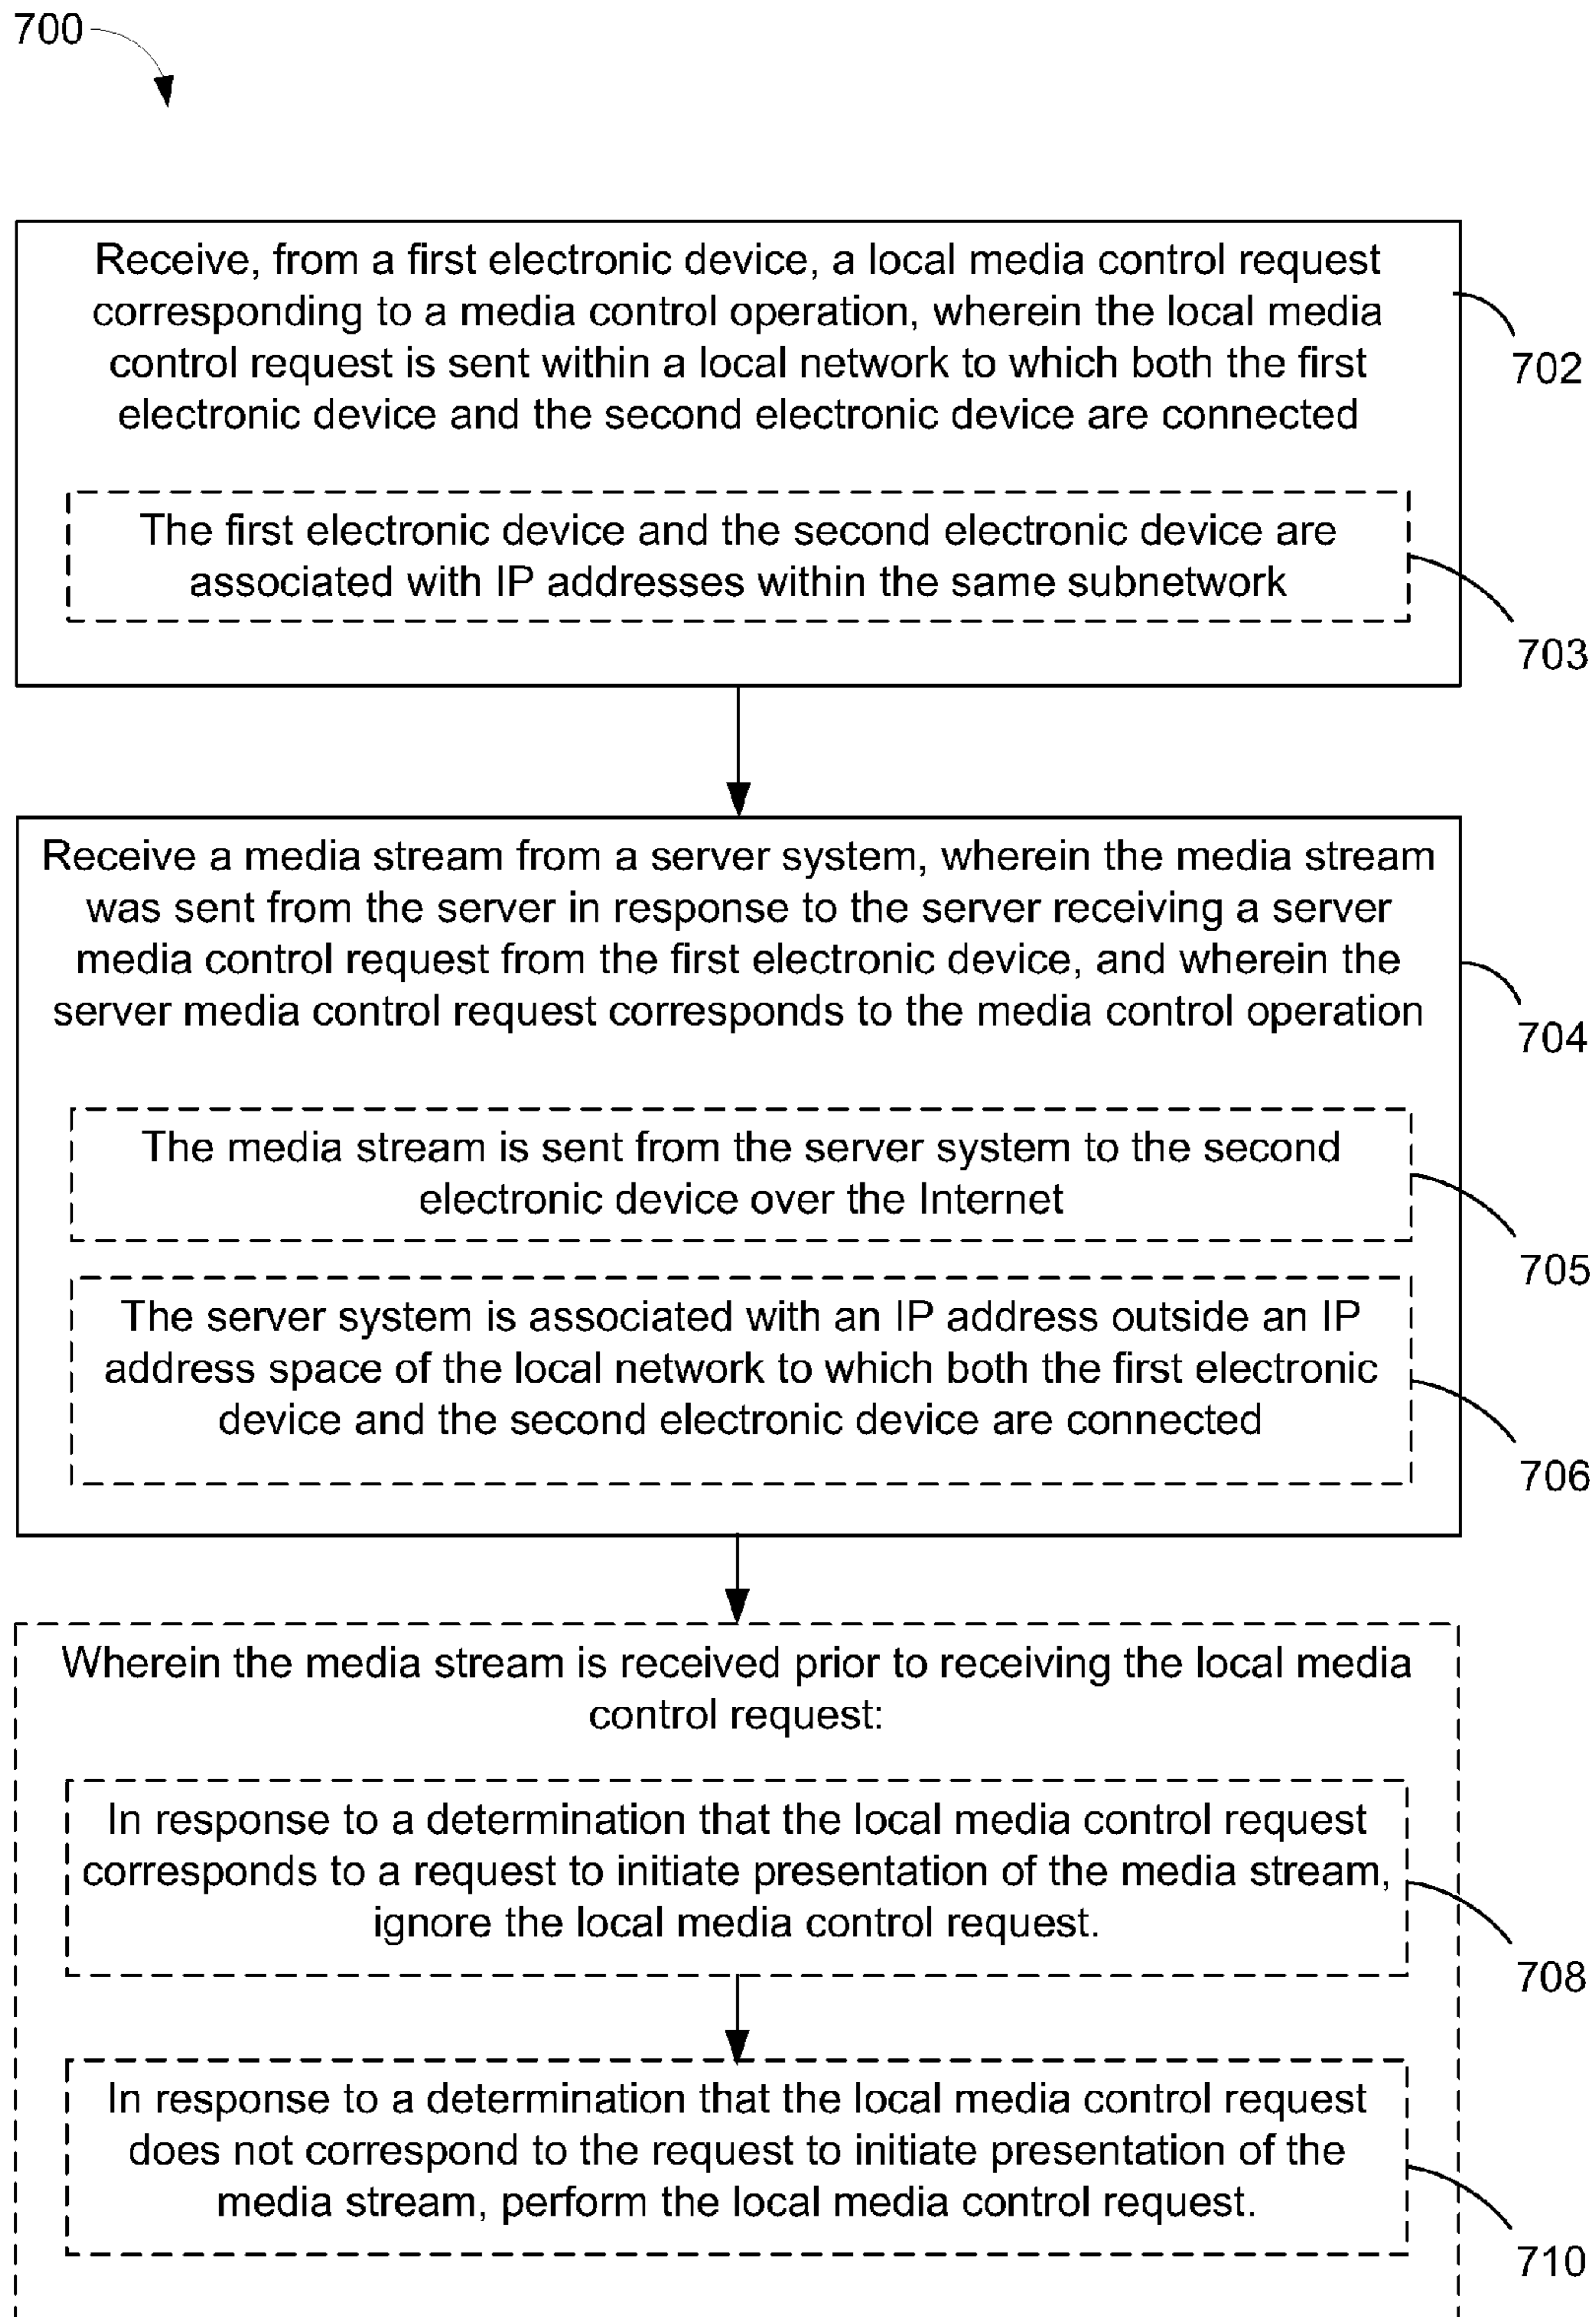 700
Receive, from a first electronic device, a local media control request
corresponding to a media control operation, wherein the local media
control request is sent within a local network to which both the first
electronic device and the second electronic device are connected
702
The first electronic device and the second electronic device are
associated with IP addresses within the same subnetwork
703
Receive a media stream from a server system, wherein the media stream
was sent from the server in response to the server receiving a server
media control request from the first electronic device, and wherein the
server media control request corresponds to the media control operation
704
The media stream is sent from the server system to the second
electronic device over the Internet
705
The server system is associated with an IP address outside an IP
address space of the local network to which both the first electronic
device and the second electronic device are connected
706
Wherein the media stream is received prior to receiving the local media
control request:
In response to a determination that the local media control request
corresponds to a request to initiate presentation of the media stream,
ignore the local media control request.
708
In response to a determination that the local media control request
does not correspond to the request to initiate presentation of the
media stream, perform the local media control request.
710